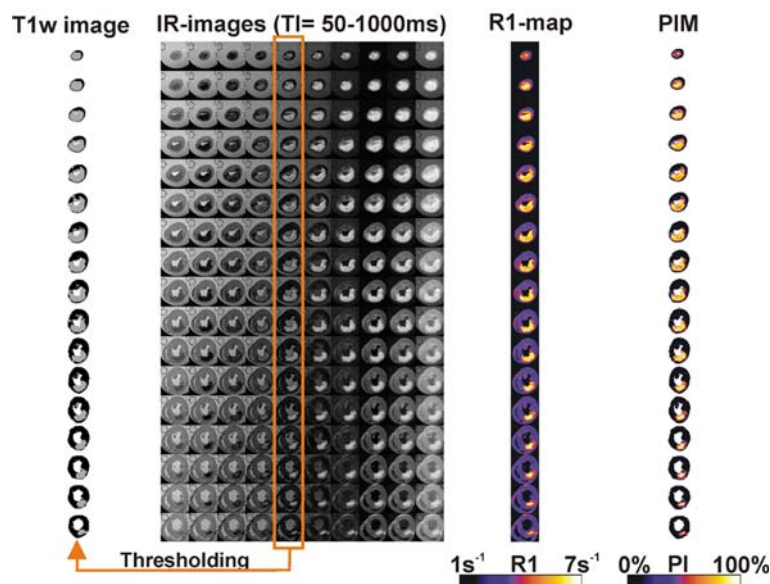 T1w image IR-images (TI= 50-1000ms) R1-map PIM
Thresholding
1s-1 R1 7s-1 0% PI 100%